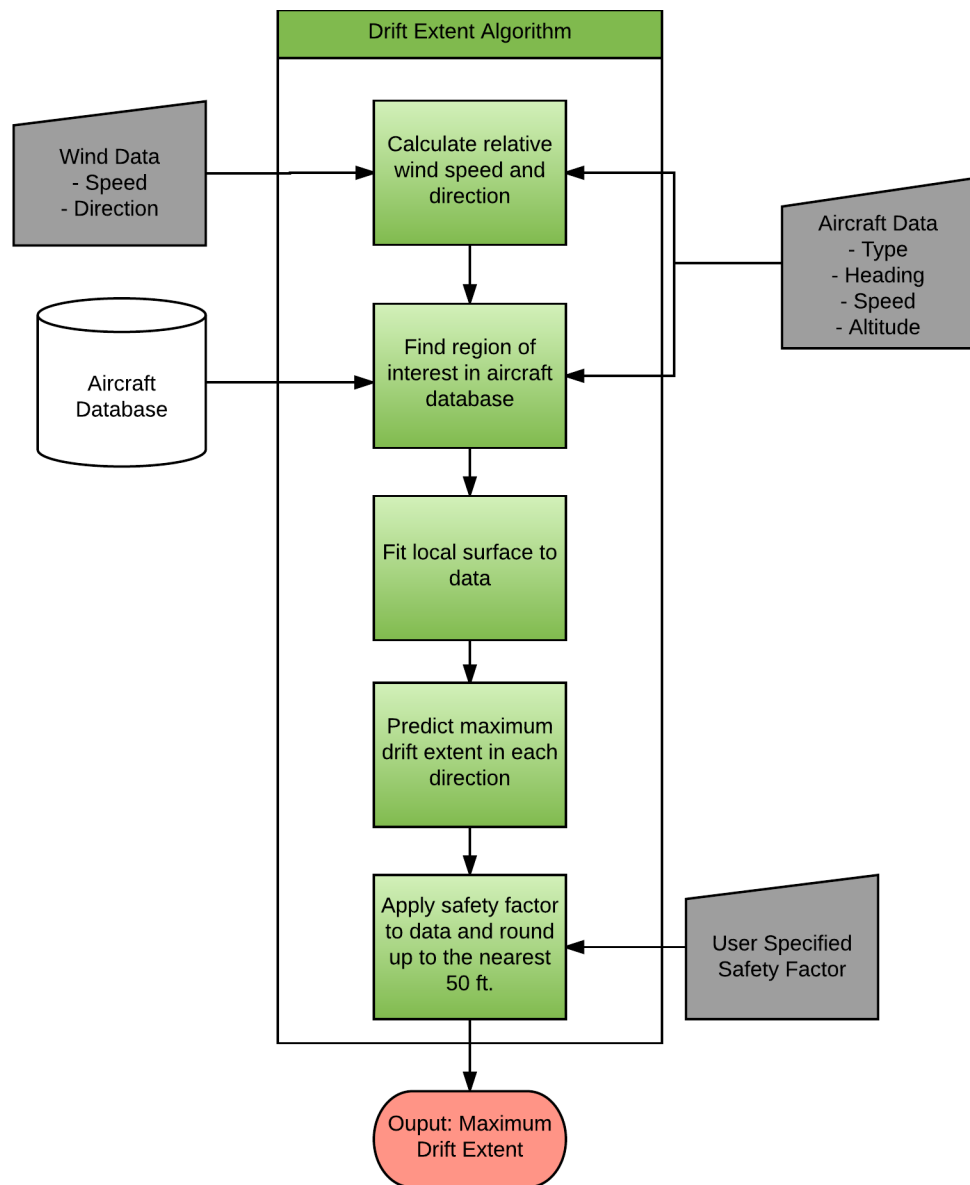 Drift Extent Algorithm
Wind Data
- Speed
- Direction
Calculate relative
wind speed and
direction
Aircraft Data
- Type
- Heading
- Speed
- Altitude
Aircraft
Database
Find region of
interest in aircraft
database
Fit local surface to
data
Predict maximum
drift extent in each
direction
Apply safety factor
to data and round
up to the nearest
50 ft.
User Specified
Safety Factor
Ouput: Maximum
Drift Extent